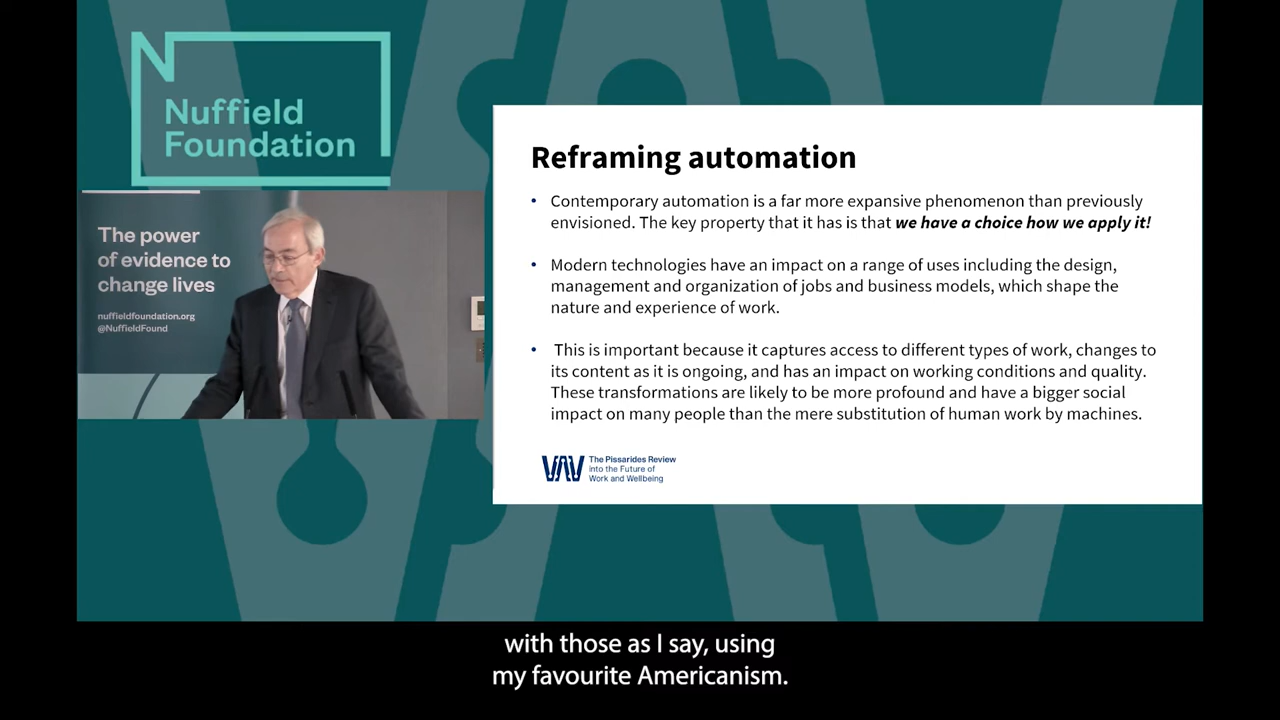 Nuffield
Foundation
The power
of evidence to
change lives
nuffieldfoundation.org
@NuffieldFound
Reframing automation
• Contemporary automation is a far more expansive phenomenon than previously
envisioned. The key property that it has is that we have a choice how we apply it!
• Modern technologies have an impact on a range of uses including the design,
management and organization of jobs and business models, which shape the
nature and experience of work.
• This is important because it captures access to different types of work, changes to
its content as it is ongoing, and has an impact on working conditions and quality.
These transformations are likely to be more profound and have a bigger social
impact on many people than the mere substitution of human work by machines.
The Pissarides Review
into the Future of
Work and Wellbeing
with those as I say, using
my favourite Americanism.